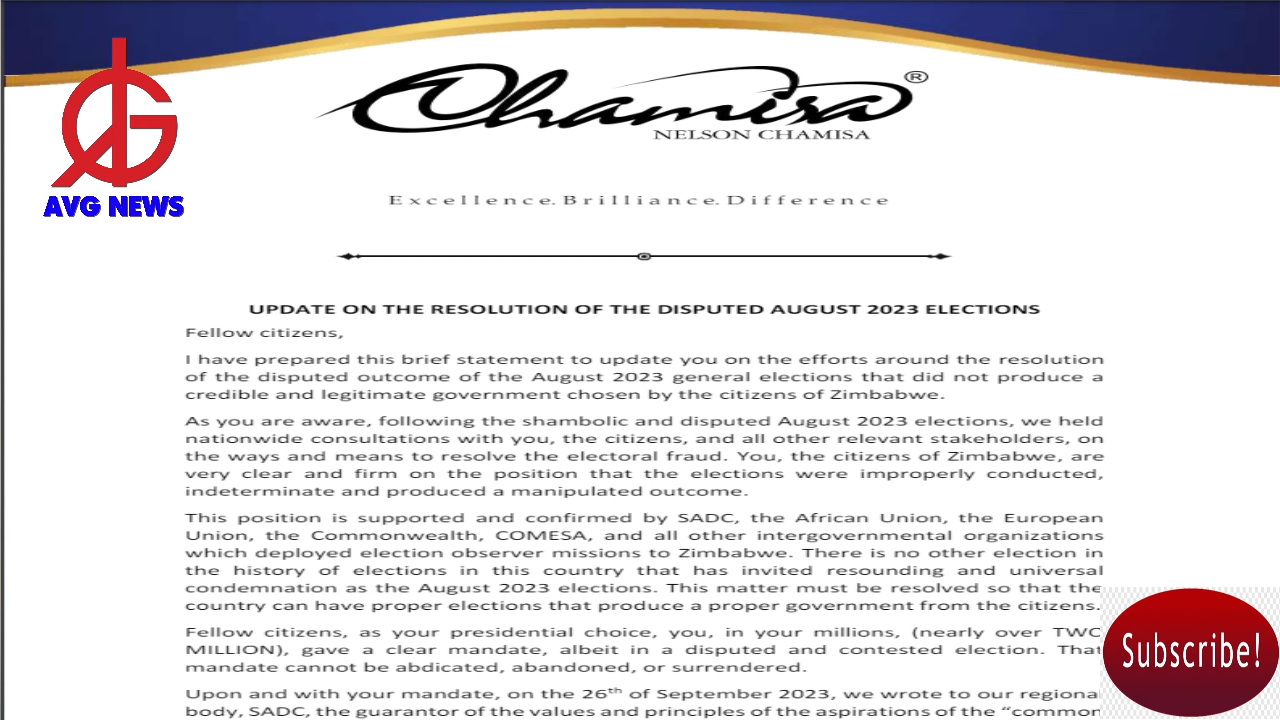 Chamisa®
NELSON CHAMISA
AVG NEWS
Excellence. Brilliance. Difference
UPDATE ON THE RESOLUTION OF THE DISPUTED AUGUST 2023 ELECTIONS
Fellow citizens,
I have prepared this brief statement to update you on the efforts around the resolution
of the disputed outcome of the August 2023 general elections that did not produce a
credible and legitimate government chosen by the citizens of Zimbabwe.
As you are aware, following the shambolic and disputed August 2023 elections, we held
nationwide consultations with you, the citizens, and all other relevant stakeholders, on
the ways and means to resolve the electoral fraud. You, the citizens of Zimbabwe, are
very clear and firm on the position that the elections were improperly conducted,
indeterminate and produced a manipulated outcome.
This position is supported and confirmed by SADC, the African Union, the European
Union, the Commonwealth, COMESA, and all other intergovernmental organizations
which deployed election observer missions to Zimbabwe. There is no other election in
the history of elections in this country that has invited resounding and universal
condemnation as the August 2023 elections. This matter must be resolved so that the
country can have proper elections that produce a proper government from the citizens.
Fellow citizens, as your presidential choice, you, in your millions, (nearly over TWO
MILLION), gave a clear mandate, albeit in a disputed and contested election. That
mandate cannot be abdicated, abandoned, or surrendered.
Upon and with your mandate, on the 26th of September 2023, we wrote to our regional
body, SADC, the guarantor of the values and principles of the aspirations of the “common
Subscribe!